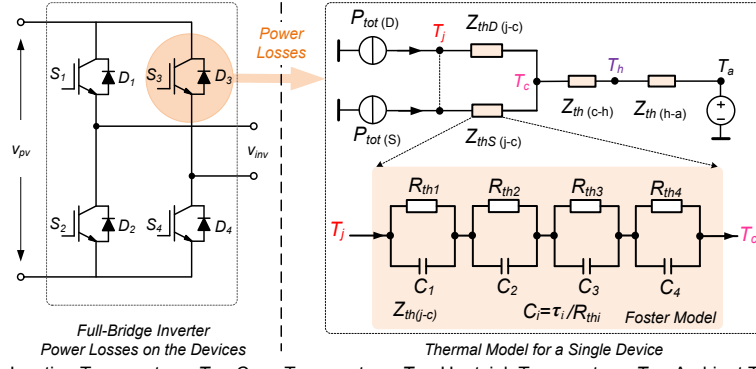 Power
Losses
P_tot (D)
T_j
Z_thD (j-c)
S_1
D_1
S_3
D_3
T_c
T_h
T_a
Z_th (c-h)
Z_th (h-a)
P_tot (S)
Z_thS (j-c)
v_pv
v_inv
R_th1
R_th2
R_th3
R_th4
S_2
D_2
S_4
D_4
T_j
T_c
C_1
C_2
C_3
C_4
Z_th(j-c)
C_i=τ_i/R_thi
Foster Model
Full-Bridge Inverter
Power Losses on the Devices
Thermal Model for a Single Device